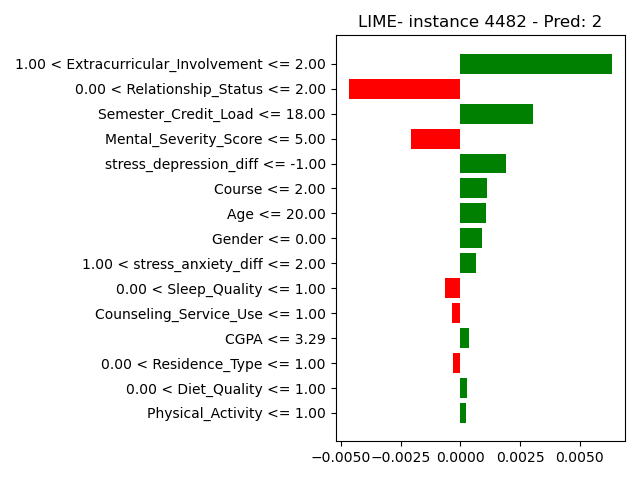 LIME- instance 4482 - Pred: 2
1.00 < Extracurricular_Involvement <= 2.00
0.00 < Relationship_Status <= 2.00
Semester_Credit_Load <= 18.00
Mental_Severity_Score <= 5.00
stress_depression_diff <= -1.00
Course <= 2.00
Age <= 20.00
Gender <= 0.00
1.00 < stress_anxiety_diff <= 2.00
0.00 < Sleep_Quality <= 1.00
Counseling_Service_Use <= 1.00
CGPA <= 3.29
0.00 < Residence_Type <= 1.00
0.00 < Diet_Quality <= 1.00
Physical_Activity <= 1.00
−0.0050 −0.0025 0.0000 0.0025 0.0050